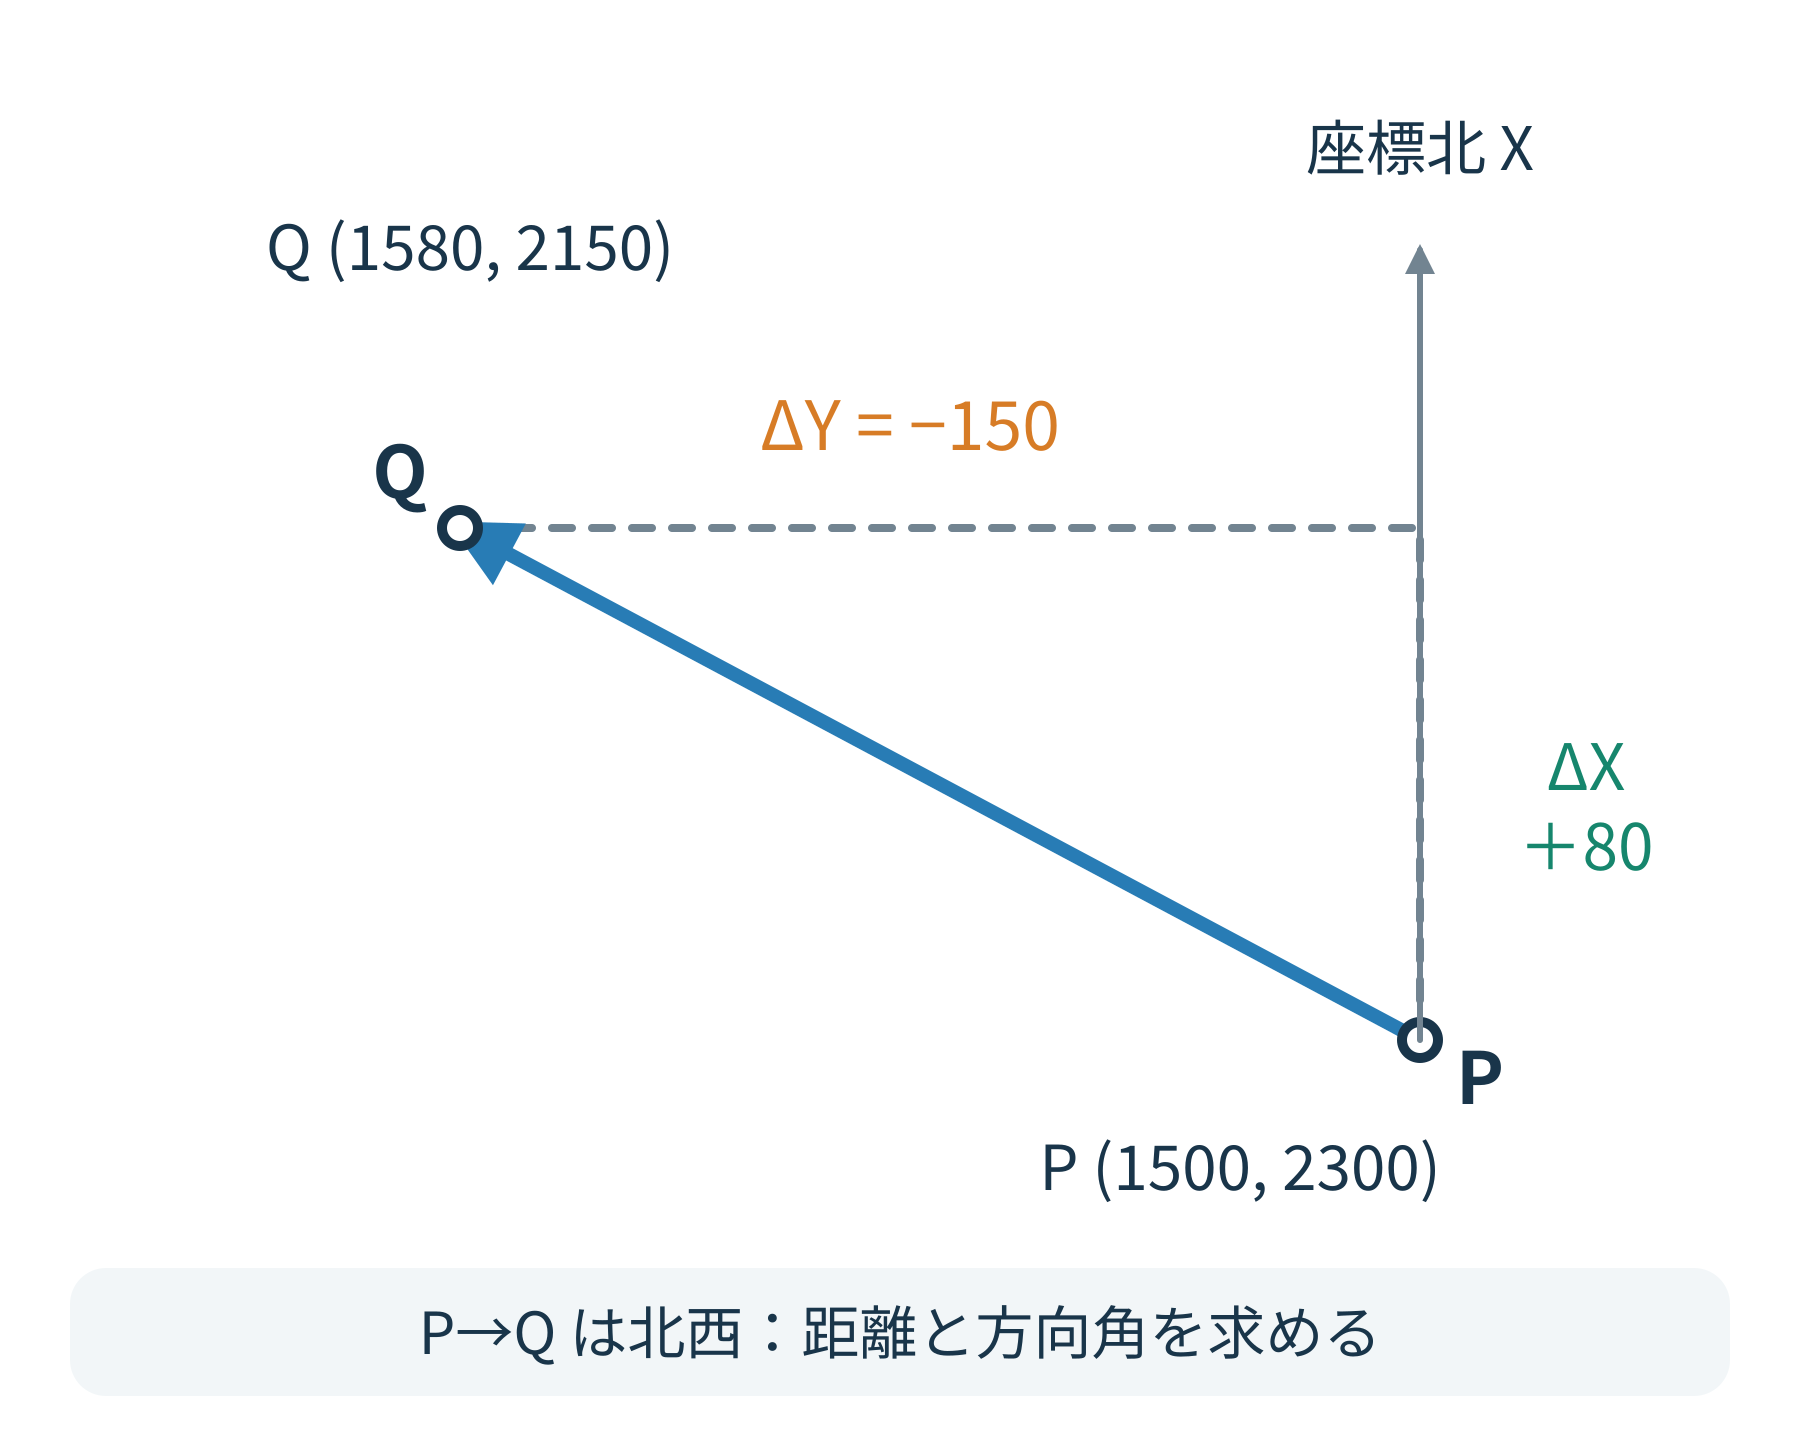 座標北 X
Q (1580, 2150)
ΔY = −150
Q
ΔX
＋80
P
P (1500, 2300)
P→Q は北西：距離と方向角を求める